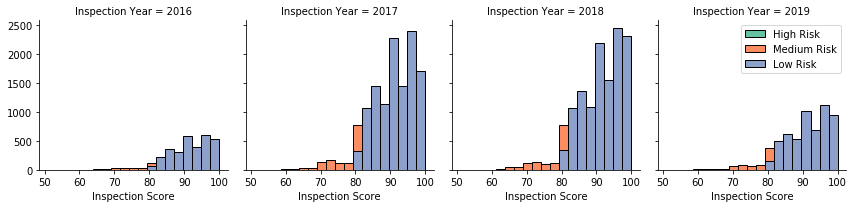 Inspection Year = 2016
Inspection Year = 2017
Inspection Year = 2018
Inspection Year = 2019
High Risk
Medium Risk
Low Risk
2500
2000
1500
1000
500
0
50 60 70 80 90 100
50 60 70 80 90 100
50 60 70 80 90 100
50 60 70 80 90 100
Inspection Score
Inspection Score
Inspection Score
Inspection Score